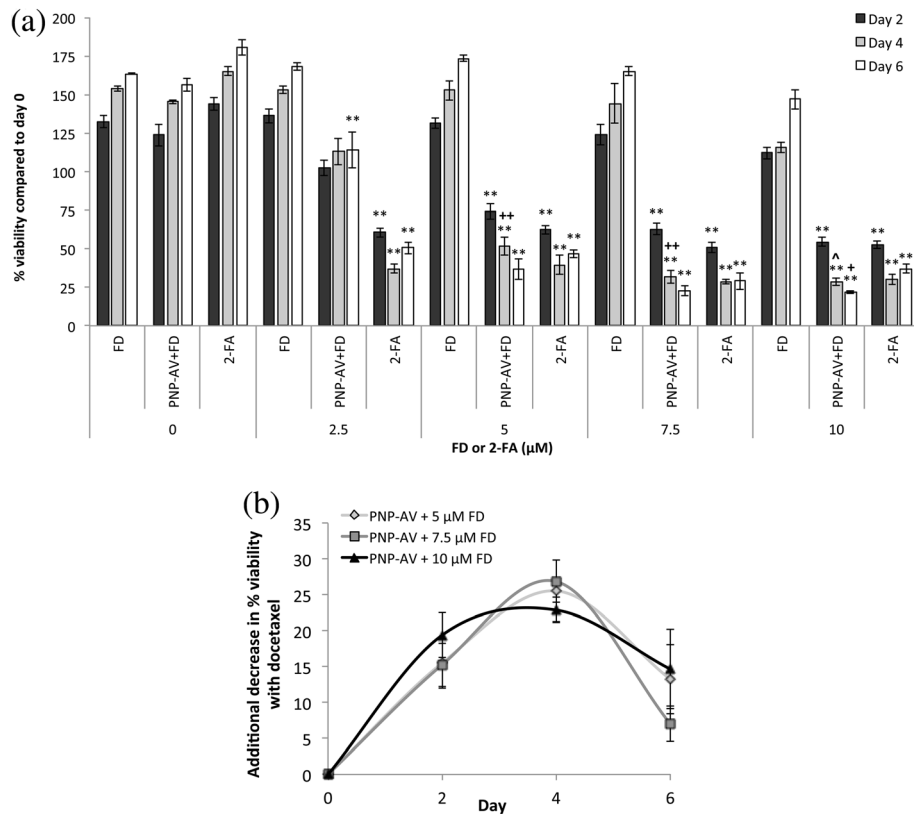 (a)
% viability compared to day 0
200
175
150
125
100
75
50
25
0
Day 2
Day 4
Day 6
**
**
**
**
**
++
**
**
**
**
**
**
++
**
**
**
**
**
**
^
**
+
**
**
**
**
FD
PNP-AV+FD
2-FA
FD
PNP-AV+FD
2-FA
FD
PNP-AV+FD
2-FA
FD
PNP-AV+FD
2-FA
FD
PNP-AV+FD
2-FA
0
2.5
5
7.5
10
FD or 2-FA (µM)
(b)
PNP-AV + 5 µM FD
PNP-AV + 7.5 µM FD
PNP-AV + 10 µM FD
Additional decrease in % viability
with docetaxel
35
30
25
20
15
10
5
0
0
2
4
6
Day